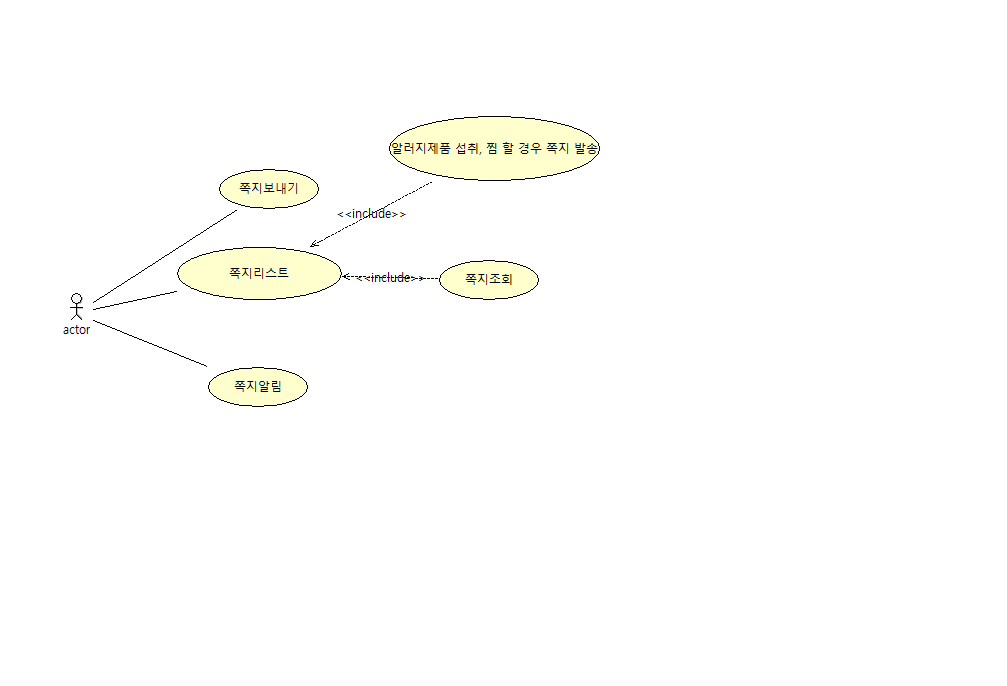 알러지제품 섭취, 찜 할 경우 쪽지 발송
쪽지보내기
<<include>>
쪽지리스트
<<include>>
쪽지조회
actor
쪽지알림